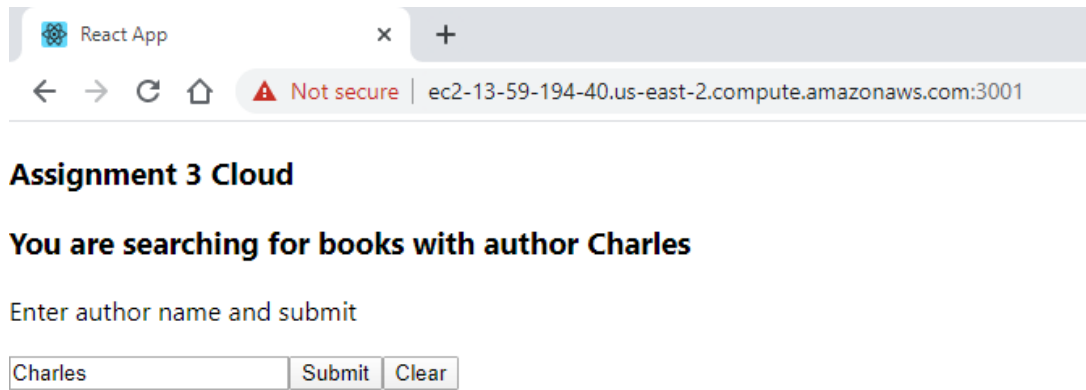 React App
Not secure ec2-13-59-194-40.us-east-2.compute.amazonaws.com:3001
Assignment 3 Cloud
You are searching for books with author Charles
Enter author name and submit
Charles Submit Clear